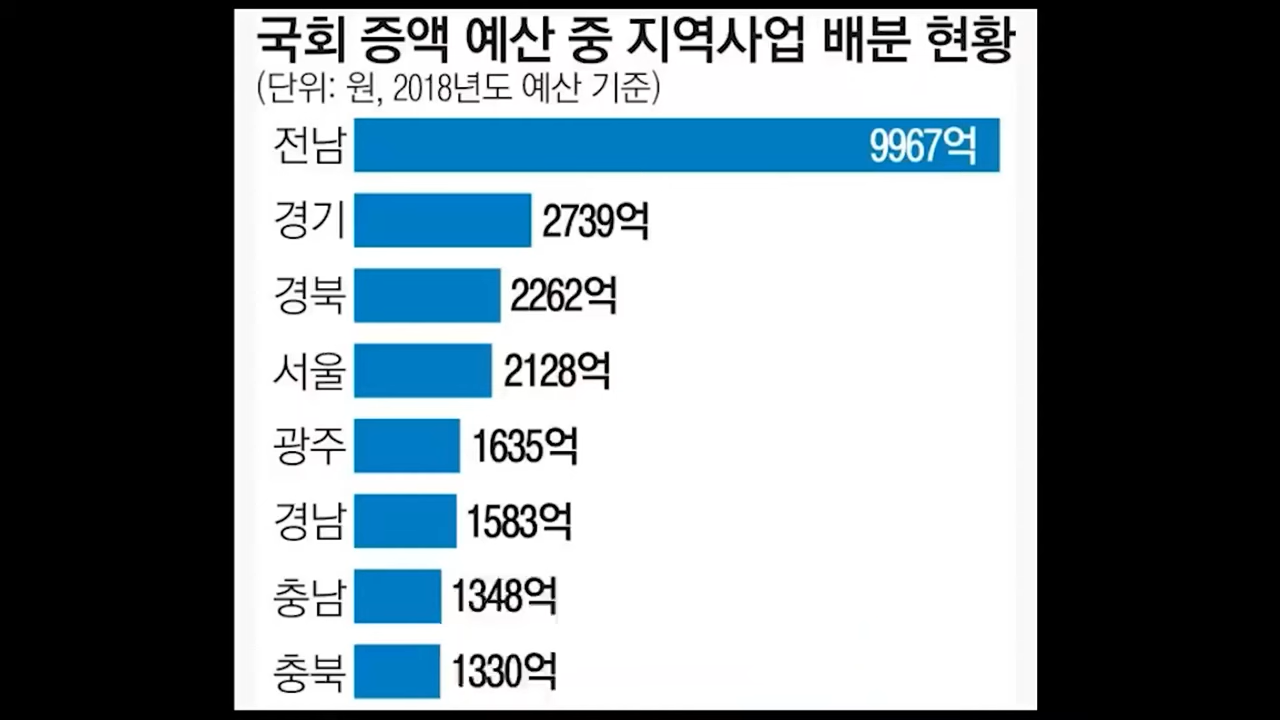 국회 증액 예산 중 지역사업 배분 현황
(단위: 원, 2018년도 예산 기준)
전남 9967억
경기 2739억
경북 2262억
서울 2128억
광주 1635억
경남 1583억
충남 1348억
충북 1330억